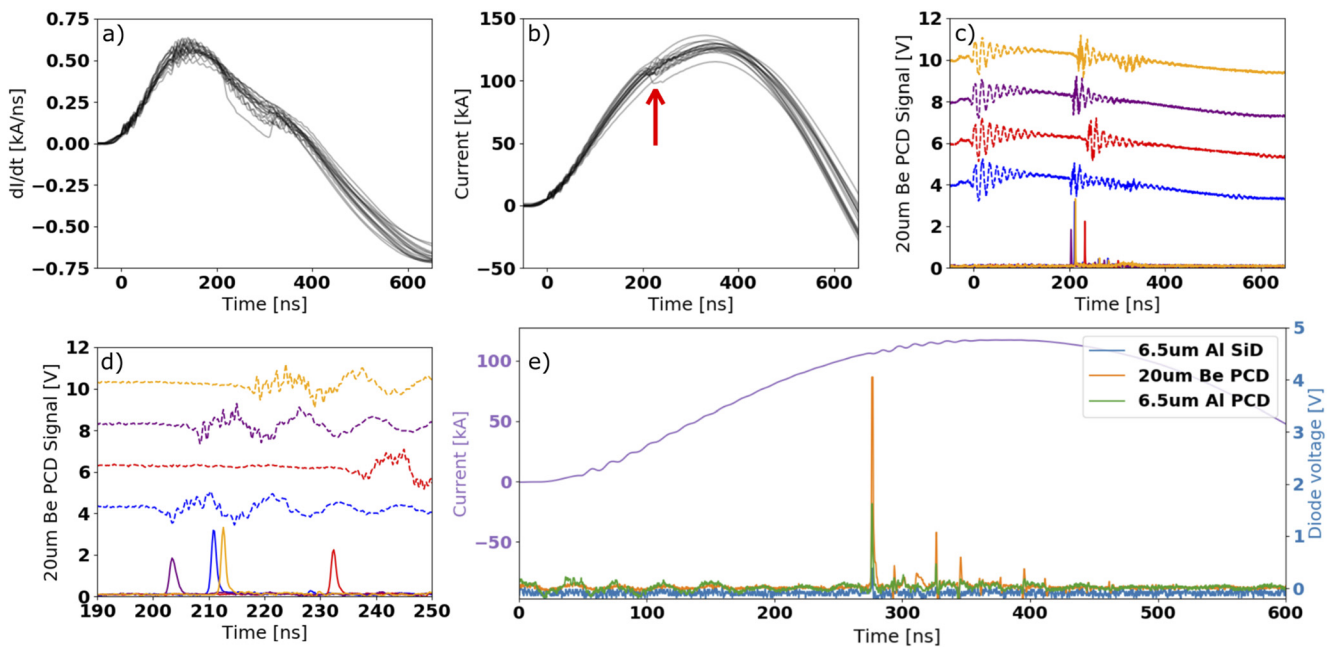 a)
0.75
0.50
0.25
0.00
−0.25
−0.50
−0.75
dI/dt [kA/ns]
0 200 400 600
Time [ns]
b)
150
100
50
0
−50
Current [kA]
0 200 400 600
Time [ns]
c)
12
10
8
6
4
2
0
20um Be PCD Signal [V]
0 200 400 600
Time [ns]
d)
12
10
8
6
4
2
0
20um Be PCD Signal [V]
190 200 210 220 230 240 250
Time [ns]
e)
100
50
0
−50
Current [kA]
6.5um Al SiD
20um Be PCD
6.5um Al PCD
5
4
3
2
1
0
Diode voltage [V]
0 100 200 300 400 500 600
Time [ns]